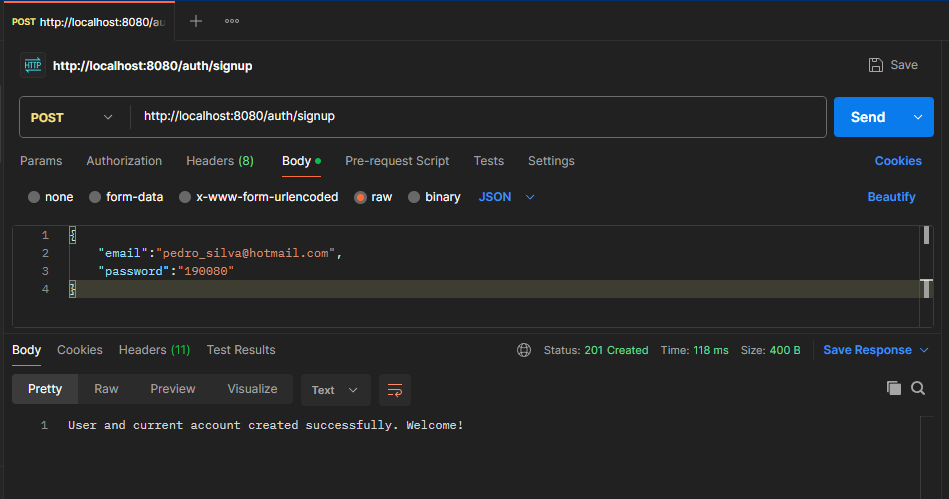 POST http://localhost:8080/au
HTTP http://localhost:8080/auth/signup Save
POST http://localhost:8080/auth/signup Send
Params Authorization Headers (8) Body Pre-request Script Tests Settings Cookies
none form-data x-www-form-urlencoded raw binary JSON Beautify
1 {
2 "email":"pedro_silva@hotmail.com",
3 "password":"190080"
4 }
Body Cookies Headers (11) Test Results Status: 201 Created Time: 118 ms Size: 400 B Save Response
Pretty Raw Preview Visualize Text
1 User and current account created successfully. Welcome!